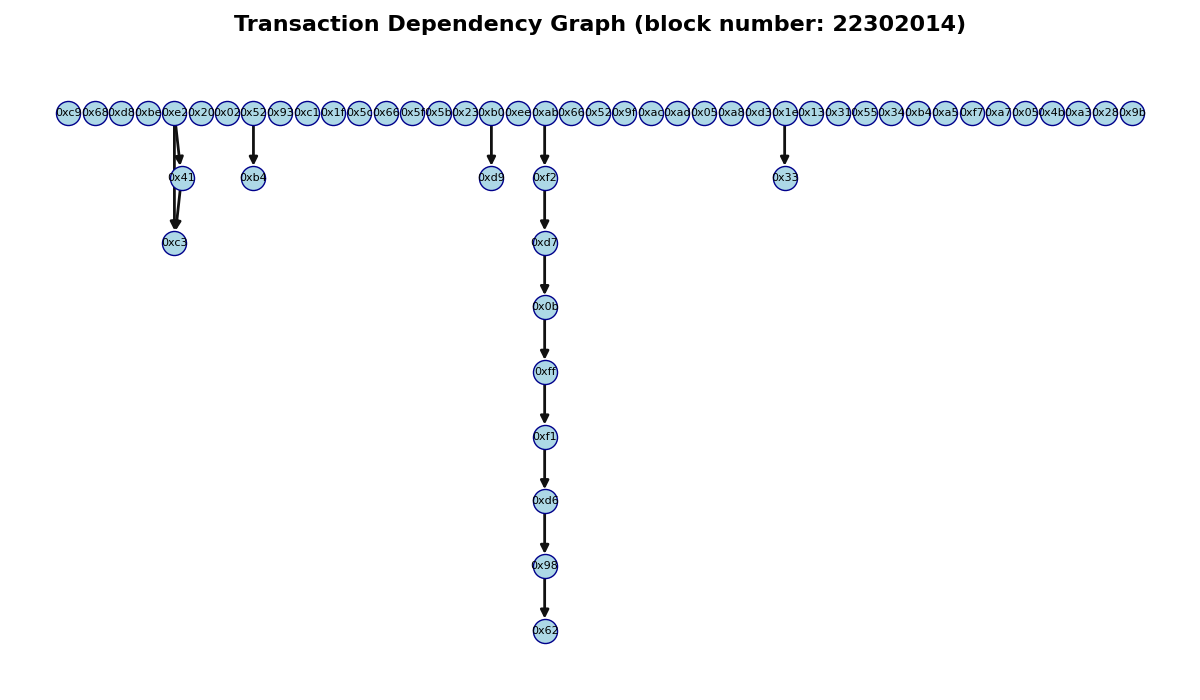 Transaction Dependency Graph (block number: 22302014)
0xc9 0x68 0xd8 0xbe 0xe2 0x20 0x02 0x52 0x93 0xc1 0x1f 0x5c 0x66 0x5f 0x5b 0x23 0xb0 0xee 0xab 0x66 0x52 0x9f 0xac 0xad 0x05 0xa8 0xd3 0x1e 0x13 0x31 0x55 0x34 0xb4 0xa5 0xf7 0xa7 0x09 0x4b 0xa3 0x28 0x9b
0x41 0xb4 0xd9 0xf2 0x33
0xc3 0xd7
0x0b
0xff
0xf1
0xd6
0x98
0x62